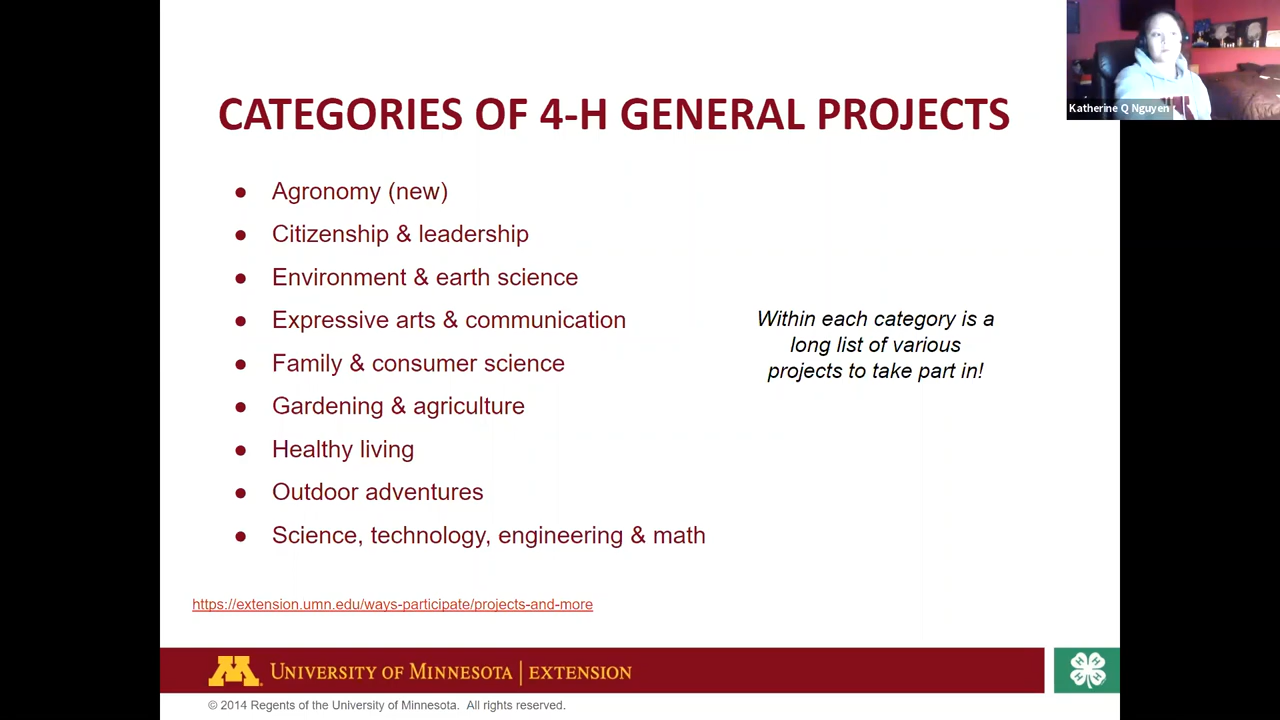 CATEGORIES OF 4-H GENERAL PROJECTS
Katherine Q Nguyen
● Agronomy (new)
● Citizenship & leadership
● Environment & earth science
● Expressive arts & communication
● Family & consumer science
● Gardening & agriculture
● Healthy living
● Outdoor adventures
● Science, technology, engineering & math
Within each category is a
long list of various
projects to take part in!
https://extension.umn.edu/ways-participate/projects-and-more
M UNIVERSITY OF MINNESOTA | EXTENSION
H H H H
© 2014 Regents of the University of Minnesota. All rights reserved.